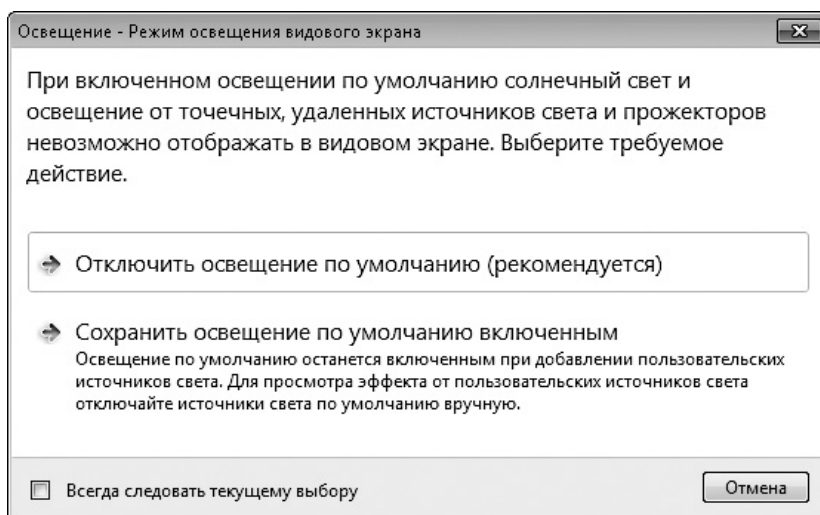 Освещение - Режим освещения видового экрана
При включенном освещении по умолчанию солнечный свет и
освещение от точечных, удаленных источников света и прожекторов
невозможно отображать в видовом экране. Выберите требуемое
действие.
Отключить освещение по умолчанию (рекомендуется)
Сохранить освещение по умолчанию включенным
Освещение по умолчанию останется включенным при добавлении пользовательских
источников света. Для просмотра эффекта от пользовательских источников света
отключайте источники света по умолчанию вручную.
Всегда следовать текущему выбору
Отмена